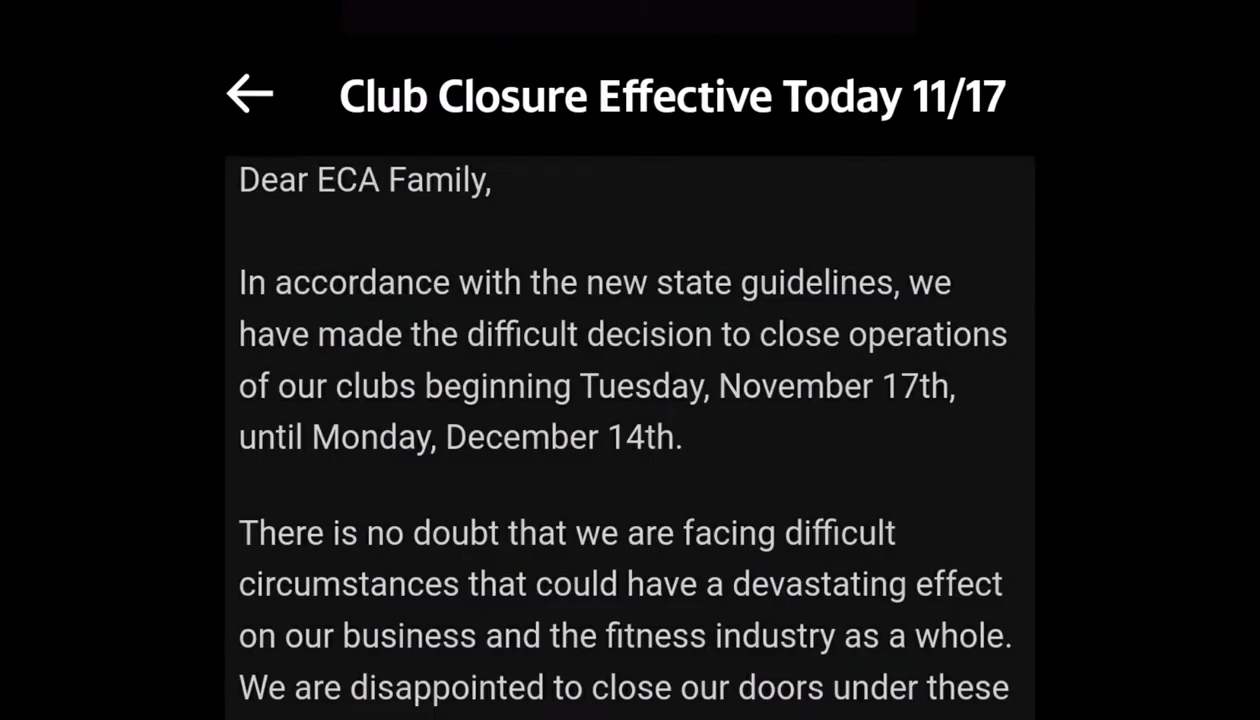 Club Closure Effective Today 11/17
Dear ECA Family,
In accordance with the new state guidelines, we
have made the difficult decision to close operations
of our clubs beginning Tuesday, November 17th,
until Monday, December 14th.
There is no doubt that we are facing difficult
circumstances that could have a devastating effect
on our business and the fitness industry as a whole.
We are disappointed to close our doors under these